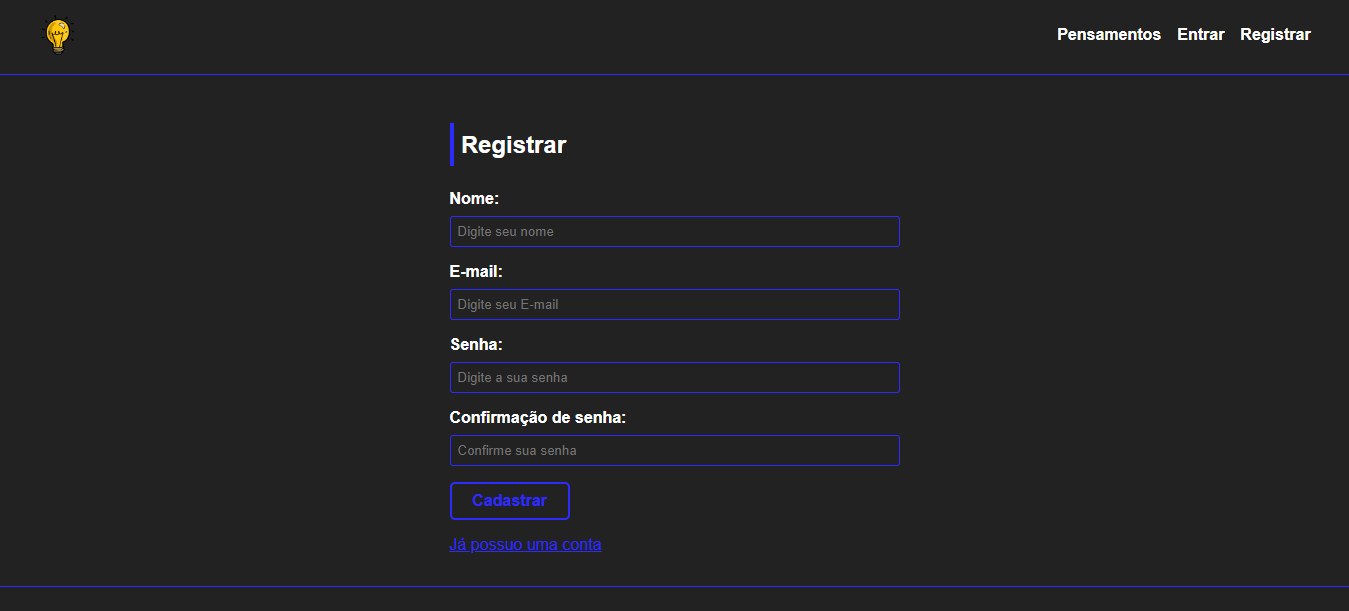 Pensamentos Entrar Registrar
Registrar
Nome:
Digite seu nome
E-mail:
Digite seu E-mail
Senha:
Digite a sua senha
Confirmação de senha:
Confirme sua senha
Cadastrar
Já possuo uma conta